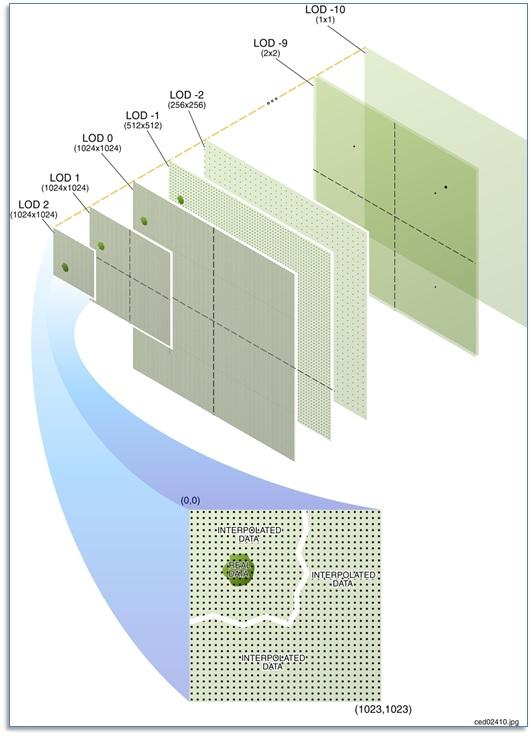 LOD -10
(1x1)
LOD -9
(2x2)
LOD -2
(256x256)
LOD -1
(512x512)
LOD 0
(1024x1024)
LOD 1
(1024x1024)
LOD 2
(1024x1024)
(0,0)
INTERPOLATED
DATA
REAL
DATA
INTERPOLATED
DATA
INTERPOLATED
DATA
(1023,1023)
ced02410.jpg